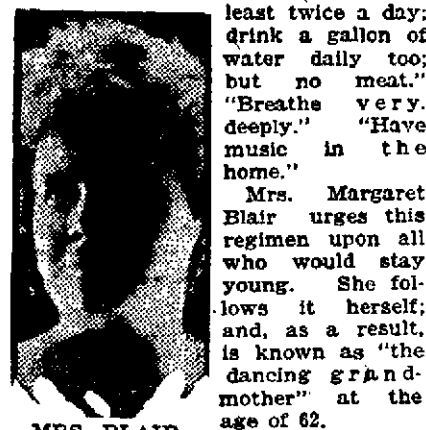 least twice a day;
drink a gallon of
water daily too;
but no meat."
"Breathe very.
deeply." "Have
music in the
home."
Mrs. Margaret
Blair urges this
regimen upon all
who would stay
young. She fol-
lows it herself;
and, as a result,
is known as "the
dancing grand-
mother" at the
age of 62.
MRS. BLAIR